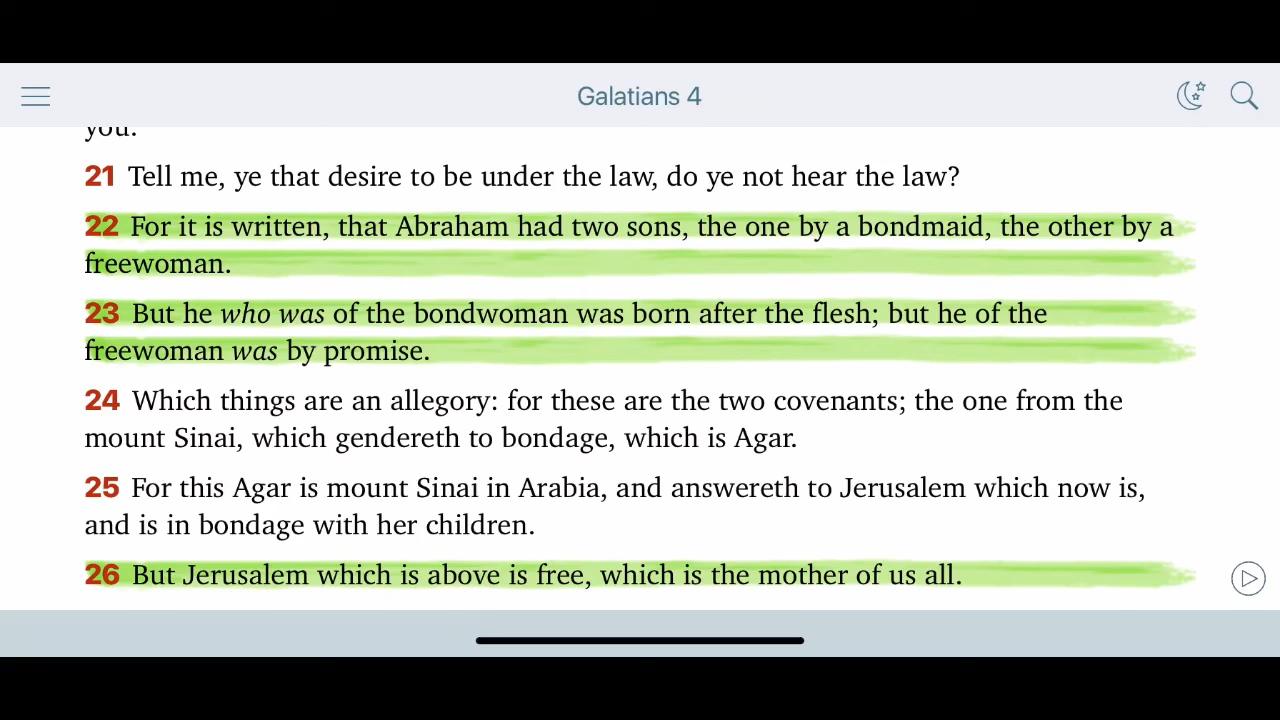 Galatians 4
you.
21 Tell me, ye that desire to be under the law, do ye not hear the law?
22 For it is written, that Abraham had two sons, the one by a bondmaid, the other by a
freewoman.
23 But he who was of the bondwoman was born after the flesh; but he of the
freewoman was by promise.
24 Which things are an allegory: for these are the two covenants; the one from the
mount Sinai, which gendereth to bondage, which is Agar.
25 For this Agar is mount Sinai in Arabia, and answereth to Jerusalem which now is,
and is in bondage with her children.
26 But Jerusalem which is above is free, which is the mother of us all.